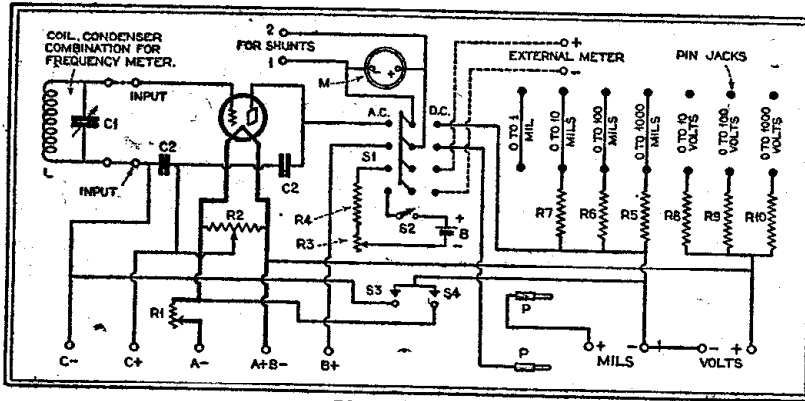 COIL, CONDENSER
COMBINATION FOR
FREQUENCY METER.
2
FOR SHUNTS
1
M
- +
+
EXTERNAL METER
-
PIN JACKS
INPUT
C1
L
INPUT
C2
C2
A.C.
D.C.
S1
R4
R3
S2
+
B
-
0 TO 1
MIL
0 TO 10
MILS
0 TO 100
MILS
0 TO 1000
MILS
0 TO 10
VOLTS
0 TO 100
VOLTS
0 TO 1000
VOLTS
R7
R6
R5
R8
R9
R10
R2
R1
S3
S4
P
P
C-
C+
A-
A+B-
B+
+
MILS
-
-
VOLTS
+